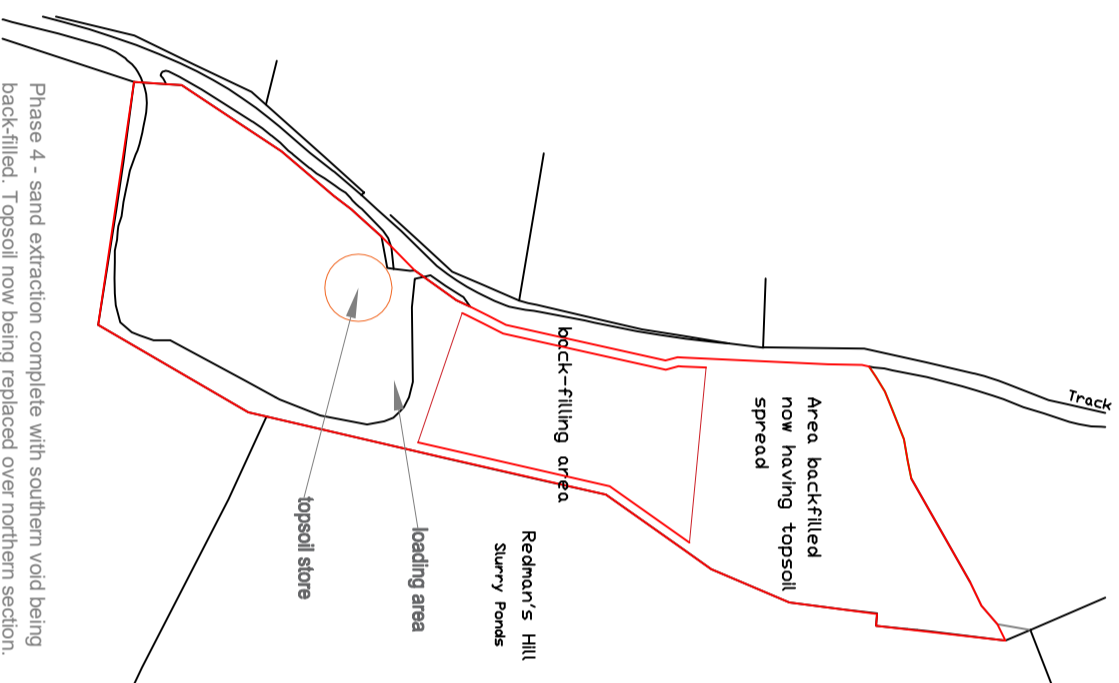 Track
Area backfilled
now having topsoil
spread
back-filling area
Redman's Hill
Slurry Ponds
loading area
topsoil store
Phase 4 - sand extraction complete with southern void being
back-filled. Topsoil now being replaced over northern section.